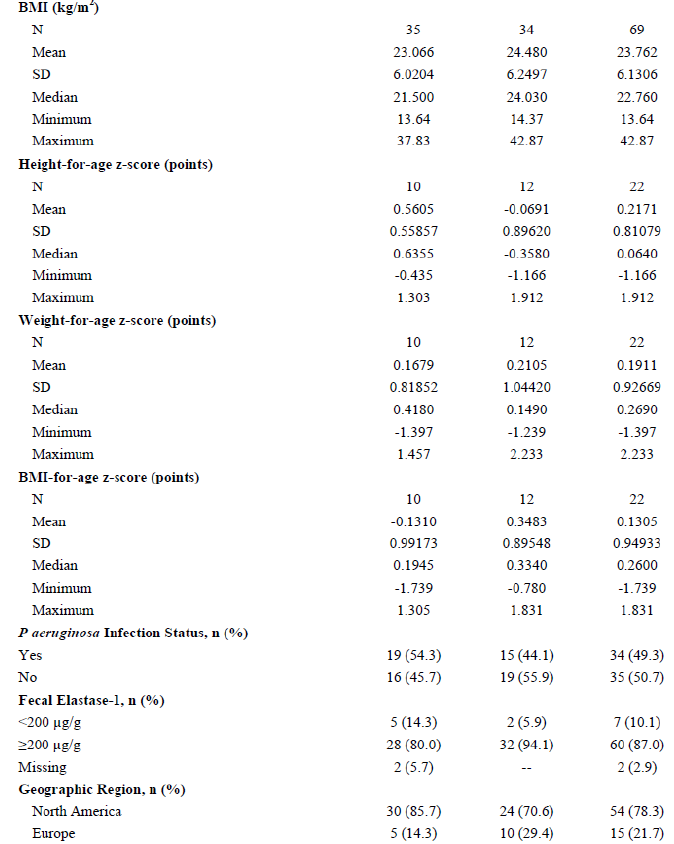 BMI (kg/m²)
N 35 34 69
Mean 23.066 24.480 23.762
SD 6.0204 6.2497 6.1306
Median 21.500 24.030 22.760
Minimum 13.64 14.37 13.64
Maximum 37.83 42.87 42.87
Height-for-age z-score (points)
N 10 12 22
Mean 0.5605 -0.0691 0.2171
SD 0.55857 0.89620 0.81079
Median 0.6355 -0.3580 0.0640
Minimum -0.435 -1.166 -1.166
Maximum 1.303 1.912 1.912
Weight-for-age z-score (points)
N 10 12 22
Mean 0.1679 0.2105 0.1911
SD 0.81852 1.04420 0.92669
Median 0.4180 0.1490 0.2690
Minimum -1.397 -1.239 -1.397
Maximum 1.457 2.233 2.233
BMI-for-age z-score (points)
N 10 12 22
Mean -0.1310 0.3483 0.1305
SD 0.99173 0.89548 0.94933
Median 0.1945 0.3340 0.2600
Minimum -1.739 -0.780 -1.739
Maximum 1.305 1.831 1.831
P aeruginosa Infection Status, n (%)
Yes 19 (54.3) 15 (44.1) 34 (49.3)
No 16 (45.7) 19 (55.9) 35 (50.7)
Fecal Elastase-1, n (%)
<200 µg/g 5 (14.3) 2 (5.9) 7 (10.1)
≥200 µg/g 28 (80.0) 32 (94.1) 60 (87.0)
Missing 2 (5.7) -- 2 (2.9)
Geographic Region, n (%)
North America 30 (85.7) 24 (70.6) 54 (78.3)
Europe 5 (14.3) 10 (29.4) 15 (21.7)